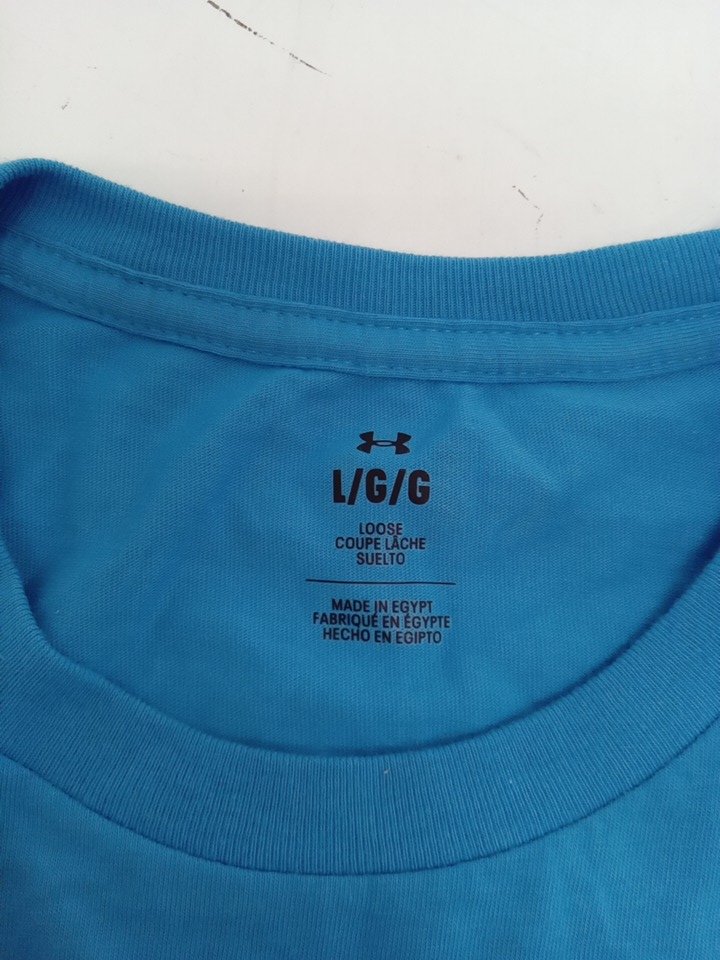 L/G/G
LOOSE
COUPE LÂCHE
SUELTO
MADE IN EGYPT
FABRIQUÉ EN ÉGYPTE
HECHO EN EGIPTO